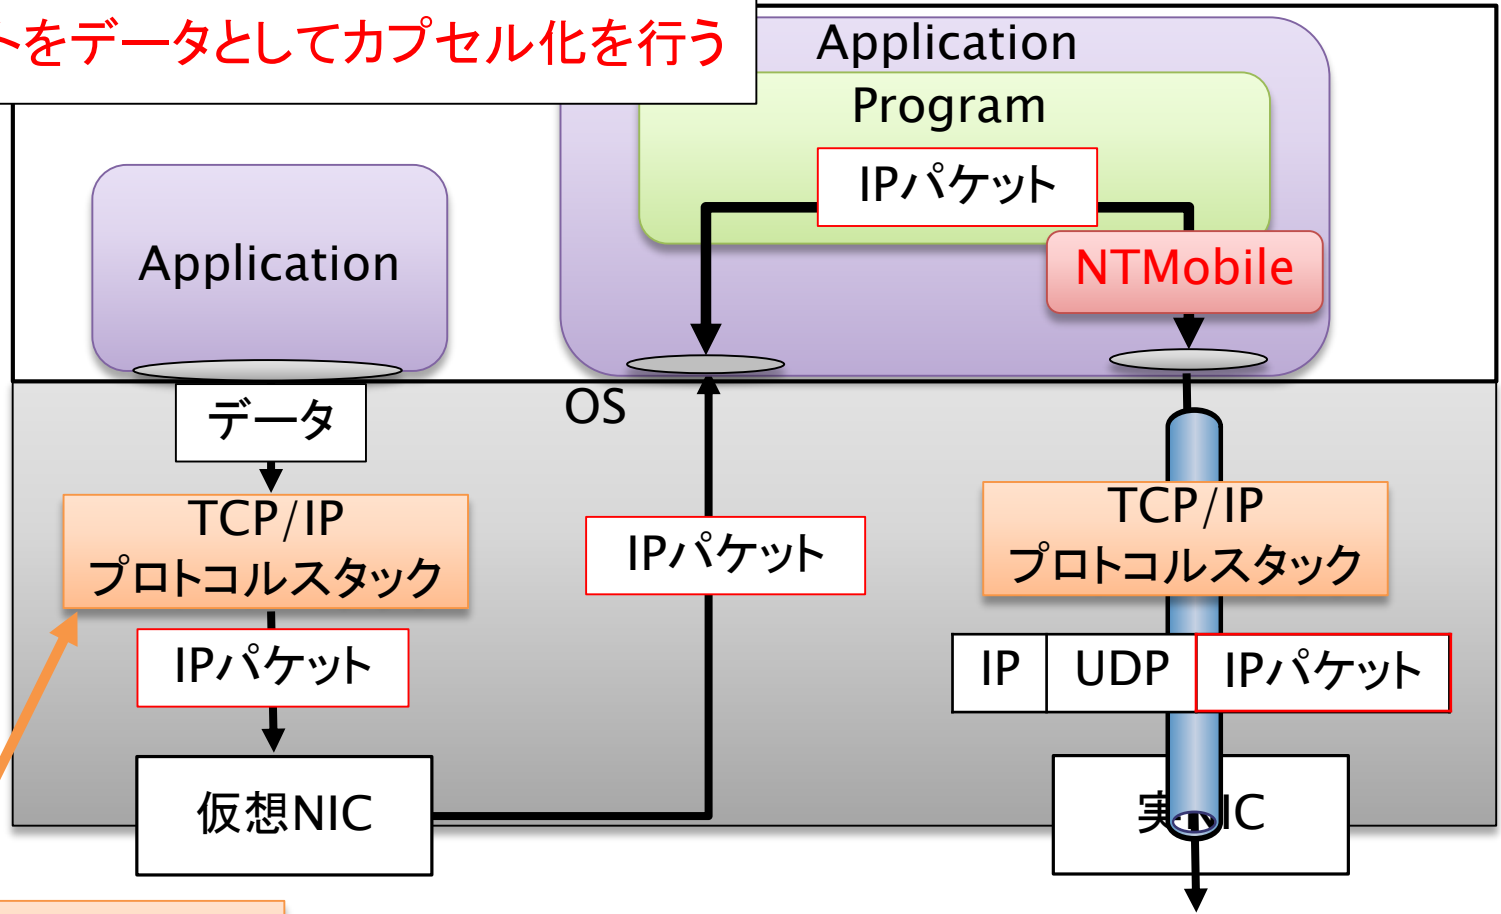 トをデータとしてカプセル化を行う
Application
Program
IPパケット
NTMobile
Application
OS
データ
TCP/IP
プロトコルスタック
IPパケット
仮想NIC
IPパケット
TCP/IP
プロトコルスタック
IP UDP IPパケット
実NIC